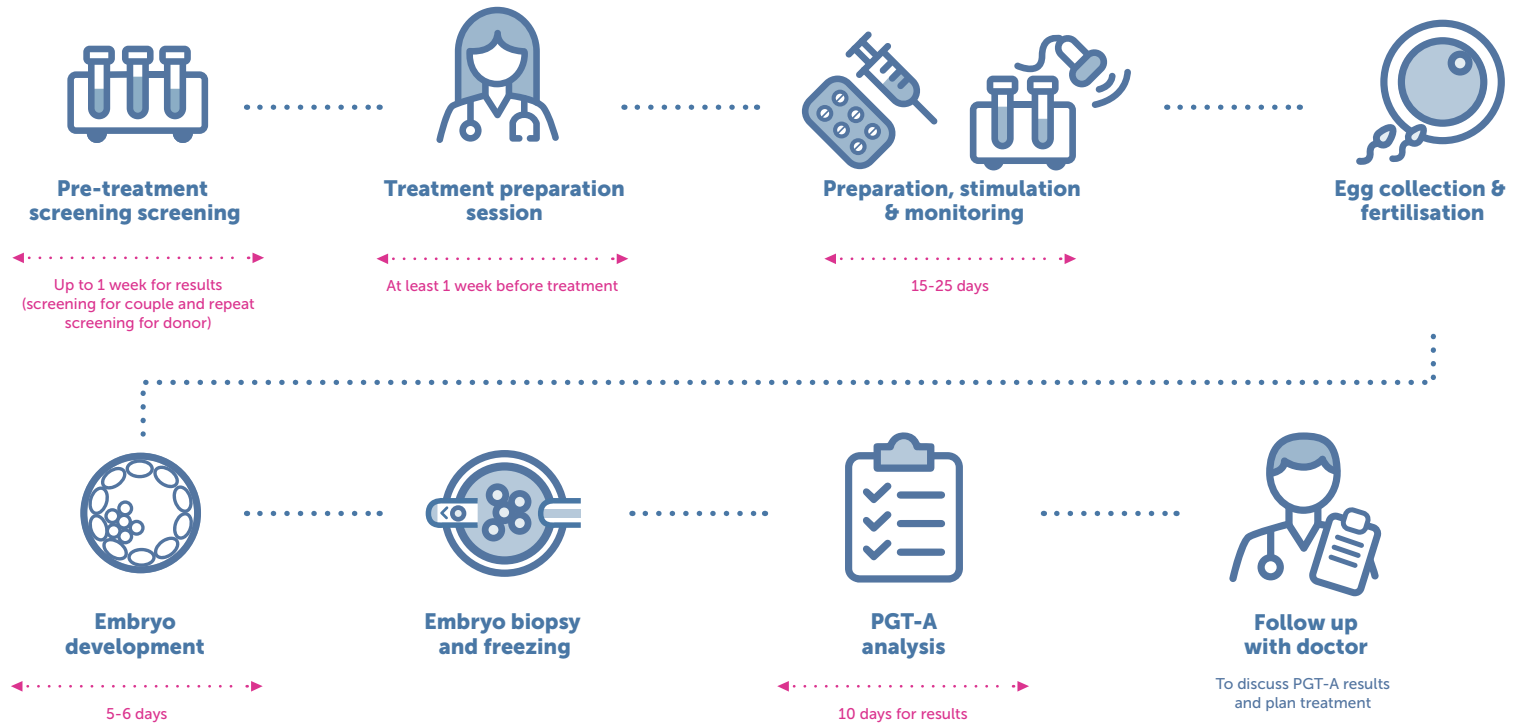 Pre-treatment
screening screening
Up to 1 week for results
(screening for couple and repeat
screening for donor)
Treatment preparation
session
At least 1 week before treatment
Preparation, stimulation
& monitoring
15-25 days
Egg collection &
fertilisation
Embryo
development
5-6 days
Embryo biopsy
and freezing
PGT-A
analysis
10 days for results
Follow up
with doctor
To discuss PGT-A results
and plan treatment